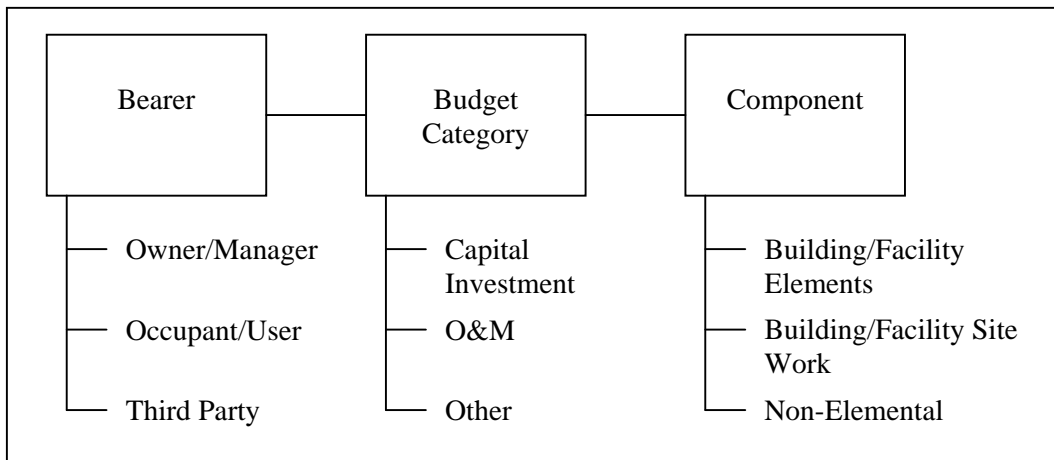 Bearer
Budget
Category
Component
Owner/Manager
Occupant/User
Third Party
Capital
Investment
O&M
Other
Building/Facility
Elements
Building/Facility Site
Work
Non-Elemental